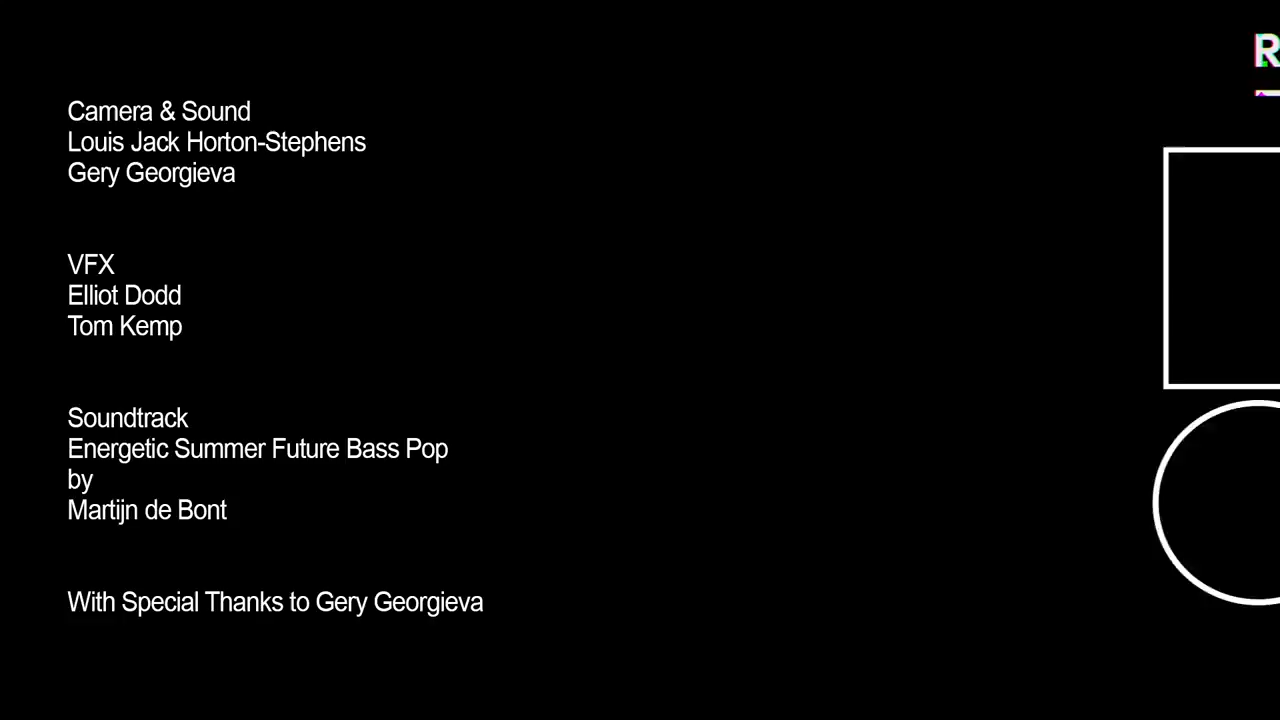 Camera & Sound
Louis Jack Horton-Stephens
Gery Georgieva
VFX
Elliot Dodd
Tom Kemp
Soundtrack
Energetic Summer Future Bass Pop
by
Martijn de Bont
With Special Thanks to Gery Georgieva
R